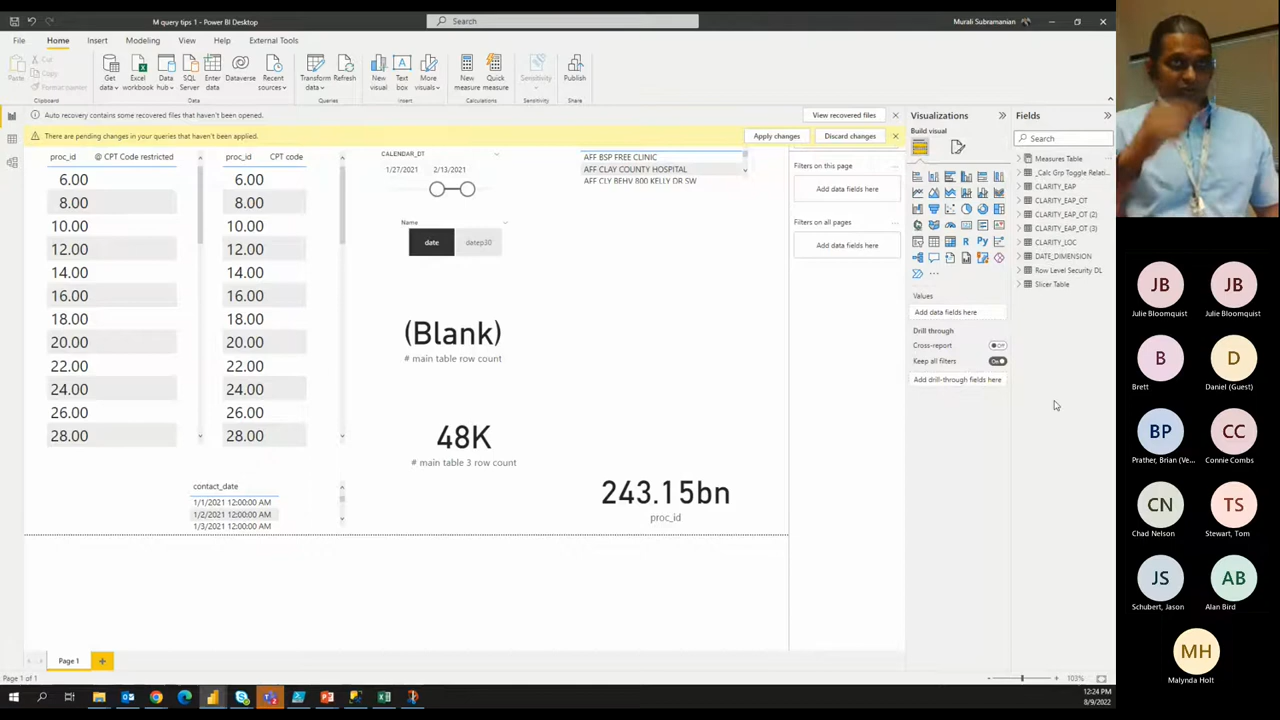 M query tips 1 - Power BI Desktop
Search
Murali Subramanian
File
Home
Insert
Modeling
View
Help
External Tools
Paste
Cut
Copy
Format painter
Get data
Excel workbook
Data hub
SQL Server
Enter data
Dataverse
Recent sources
Transform data
Refresh
New visual
Text box
More visuals
New measure
Quick measure
Sensitivity
Publish
Clipboard
Data
Queries
Insert
Calculations
Sensitivity
Share
Auto recovery contains some recovered files that haven't been opened.
View recovered files
There are pending changes in your queries that haven't been applied.
Apply changes
Discard changes
proc_id @ CPT Code restricted
6.00
8.00
10.00
12.00
14.00
16.00
18.00
20.00
22.00
24.00
26.00
28.00
proc_id CPT code
6.00
8.00
10.00
12.00
14.00
16.00
18.00
20.00
22.00
24.00
26.00
28.00
contact_date
1/1/2021 12:00:00 AM
1/2/2021 12:00:00 AM
1/3/2021 12:00:00 AM
CALENDAR_DT
1/27/2021 2/13/2021
Name
date datep30
(Blank)
# main table row count
48K
# main table 3 row count
AFF BSP FREE CLINIC
AFF CLAY COUNTY HOSPITAL
AFF CLY BEHV 800 KELLY DR SW
243.15bn
proc_id
Filters on this page
Add data fields here
Filters on all pages
Add data fields here
Visualizations
Build visual
R
Py
Values
Add data fields here
Drill through
Cross-report
Off
Keep all filters
On
Add drill-through fields here
Fields
Search
Measures Table
_Calc Grp Toggle Relati...
CLARITY_EAP
CLARITY_EAP_OT
CLARITY_EAP_OT (2)
CLARITY_EAP_OT (3)
CLARITY_LOC
DATE_DIMENSION
Row Level Security DL
Slicer Table
Page 1
Page 1 of 1
103%
12:24 PM
8/9/2022
JB
Julie Bloomquist
JB
Julie Bloomquist
B
Brett
D
Daniel (Guest)
BP
Prather, Brian (Ve...
CC
Connie Combs
CN
Chad Nelson
TS
Stewart, Tom
JS
Schubert, Jason
AB
Alan Bird
MH
Malynda Holt